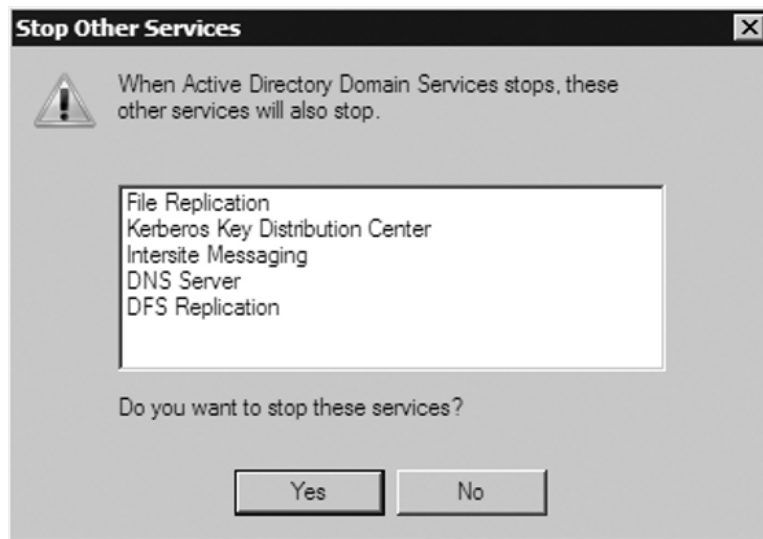 Stop Other Services
When Active Directory Domain Services stops, these
other services will also stop.
File Replication
Kerberos Key Distribution Center
Intersite Messaging
DNS Server
DFS Replication
Do you want to stop these services?
Yes
No